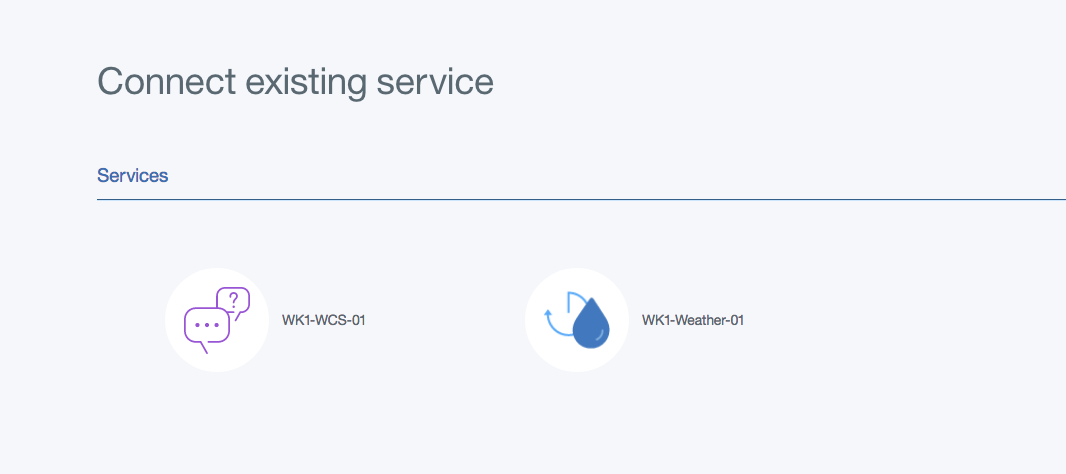 Connect existing service
Services
?
WK1-WCS-01
WK1-Weather-01